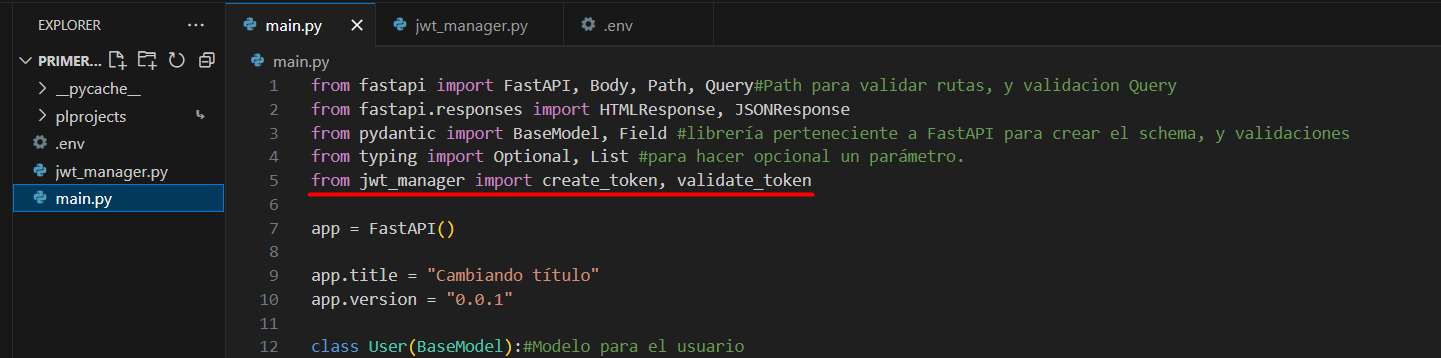 EXPLORER ...
main.py
jwt_manager.py
.env
PRIMER...
__pycache__
plprojects
.env
jwt_manager.py
main.py
main.py
1 from fastapi import FastAPI, Body, Path, Query#Path para validar rutas, y validacion Query
2 from fastapi.responses import HTMLResponse, JSONResponse
3 from pydantic import BaseModel, Field #librería perteneciente a FastAPI para crear el schema, y validaciones
4 from typing import Optional, List #para hacer opcional un parámetro.
5 from jwt_manager import create_token, validate_token
6
7 app = FastAPI()
8
9 app.title = "Cambiando título"
10 app.version = "0.0.1"
11
12 class User(BaseModel):#Modelo para el usuario